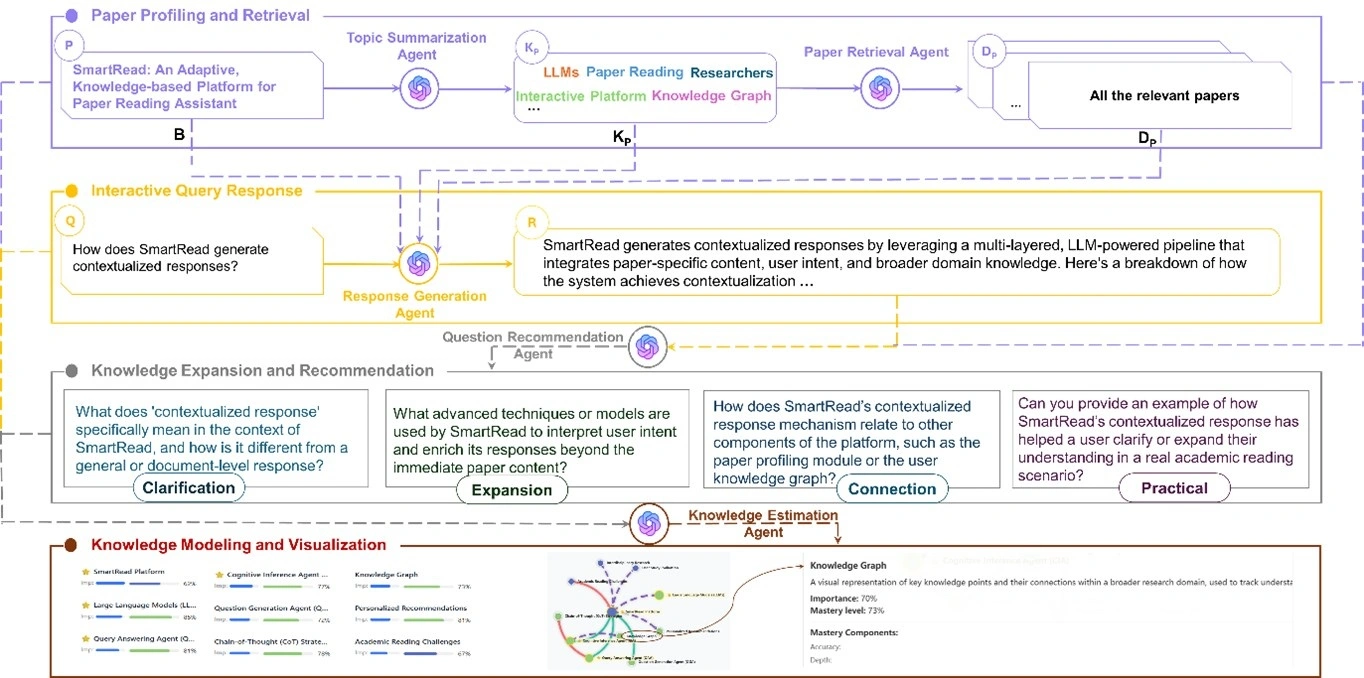 Paper Profiling and Retrieval
P
SmartRead: An Adaptive,
Knowledge-based Platform for
Paper Reading Assistant
Topic Summarization
Agent
KP
LLMs Paper Reading Researchers
Interactive Platform Knowledge Graph
...
Paper Retrieval Agent
DP
...
All the relevant papers
B
KP
DP
Interactive Query Response
Q
How does SmartRead generate
contextualized responses?
Response Generation
Agent
R
SmartRead generates contextualized responses by leveraging a multi-layered, LLM-powered pipeline that
integrates paper-specific content, user intent, and broader domain knowledge. Here's a breakdown of how
the system achieves contextualization ...
Question Recommendation
Agent
Knowledge Expansion and Recommendation
What does 'contextualized response'
specifically mean in the context of
SmartRead, and how is it different from a
general or document-level response?
Clarification
What advanced techniques or models are
used by SmartRead to interpret user intent
and enrich its responses beyond the
immediate paper content?
Expansion
How does SmartRead's contextualized
response mechanism relate to other
components of the platform, such as the
paper profiling module or the user
knowledge graph?
Connection
Can you provide an example of how
SmartRead's contextualized response has
helped a user clarify or expand their
understanding in a real academic reading
scenario?
Practical
Knowledge Estimation
Agent
Knowledge Modeling and Visualization
SmartRead Platform
62%
Cognitive Inference Agent ...
77%
Knowledge Graph
73%
Large Language Models (LL...
Question Generation Agent (Q...
72%
Personalized Recommendations
81%
Query Answering Agent (Q...
81%
Chain-of-Thought (CoT) Strate...
78%
Academic Reading Challenges
67%
Knowledge Graph
A visual representation of key knowledge points and their connections within a broader research domain, used to track understa
Importance: 70%
Mastery level: 73%
Mastery Components:
Accuracy:
Depth: